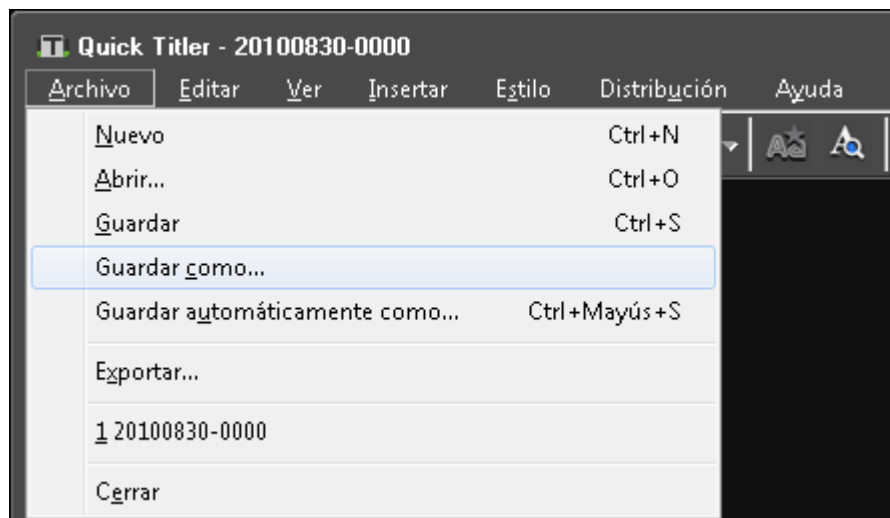 Quick Titler - 20100830-0000
Archivo Editar Ver Insertar Estilo Distribución Ayuda
Nuevo Ctrl+N
Abrir... Ctrl+O
Guardar Ctrl+S
Guardar como...
Guardar automáticamente como... Ctrl+Mayús+S
Exportar...
1 20100830-0000
Cerrar